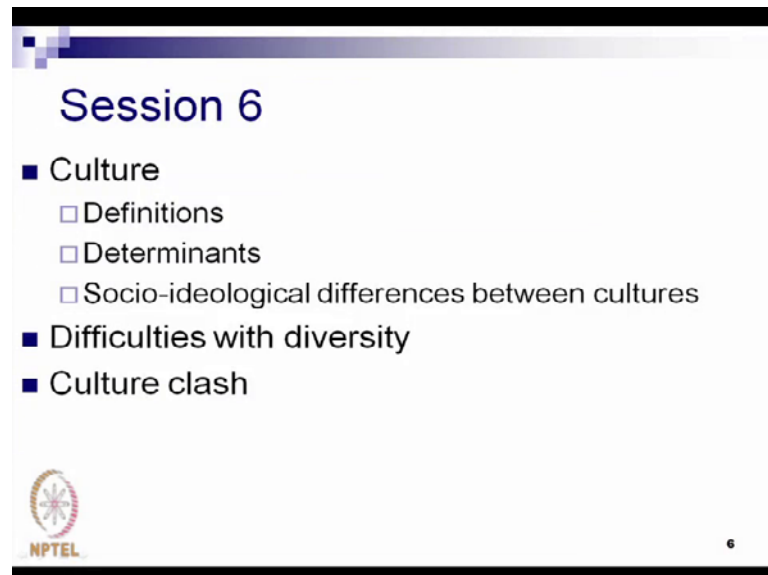 Session 6
Culture
Definitions
Determinants
Socio-ideological differences between cultures
Difficulties with diversity
Culture clash
NPTEL
6